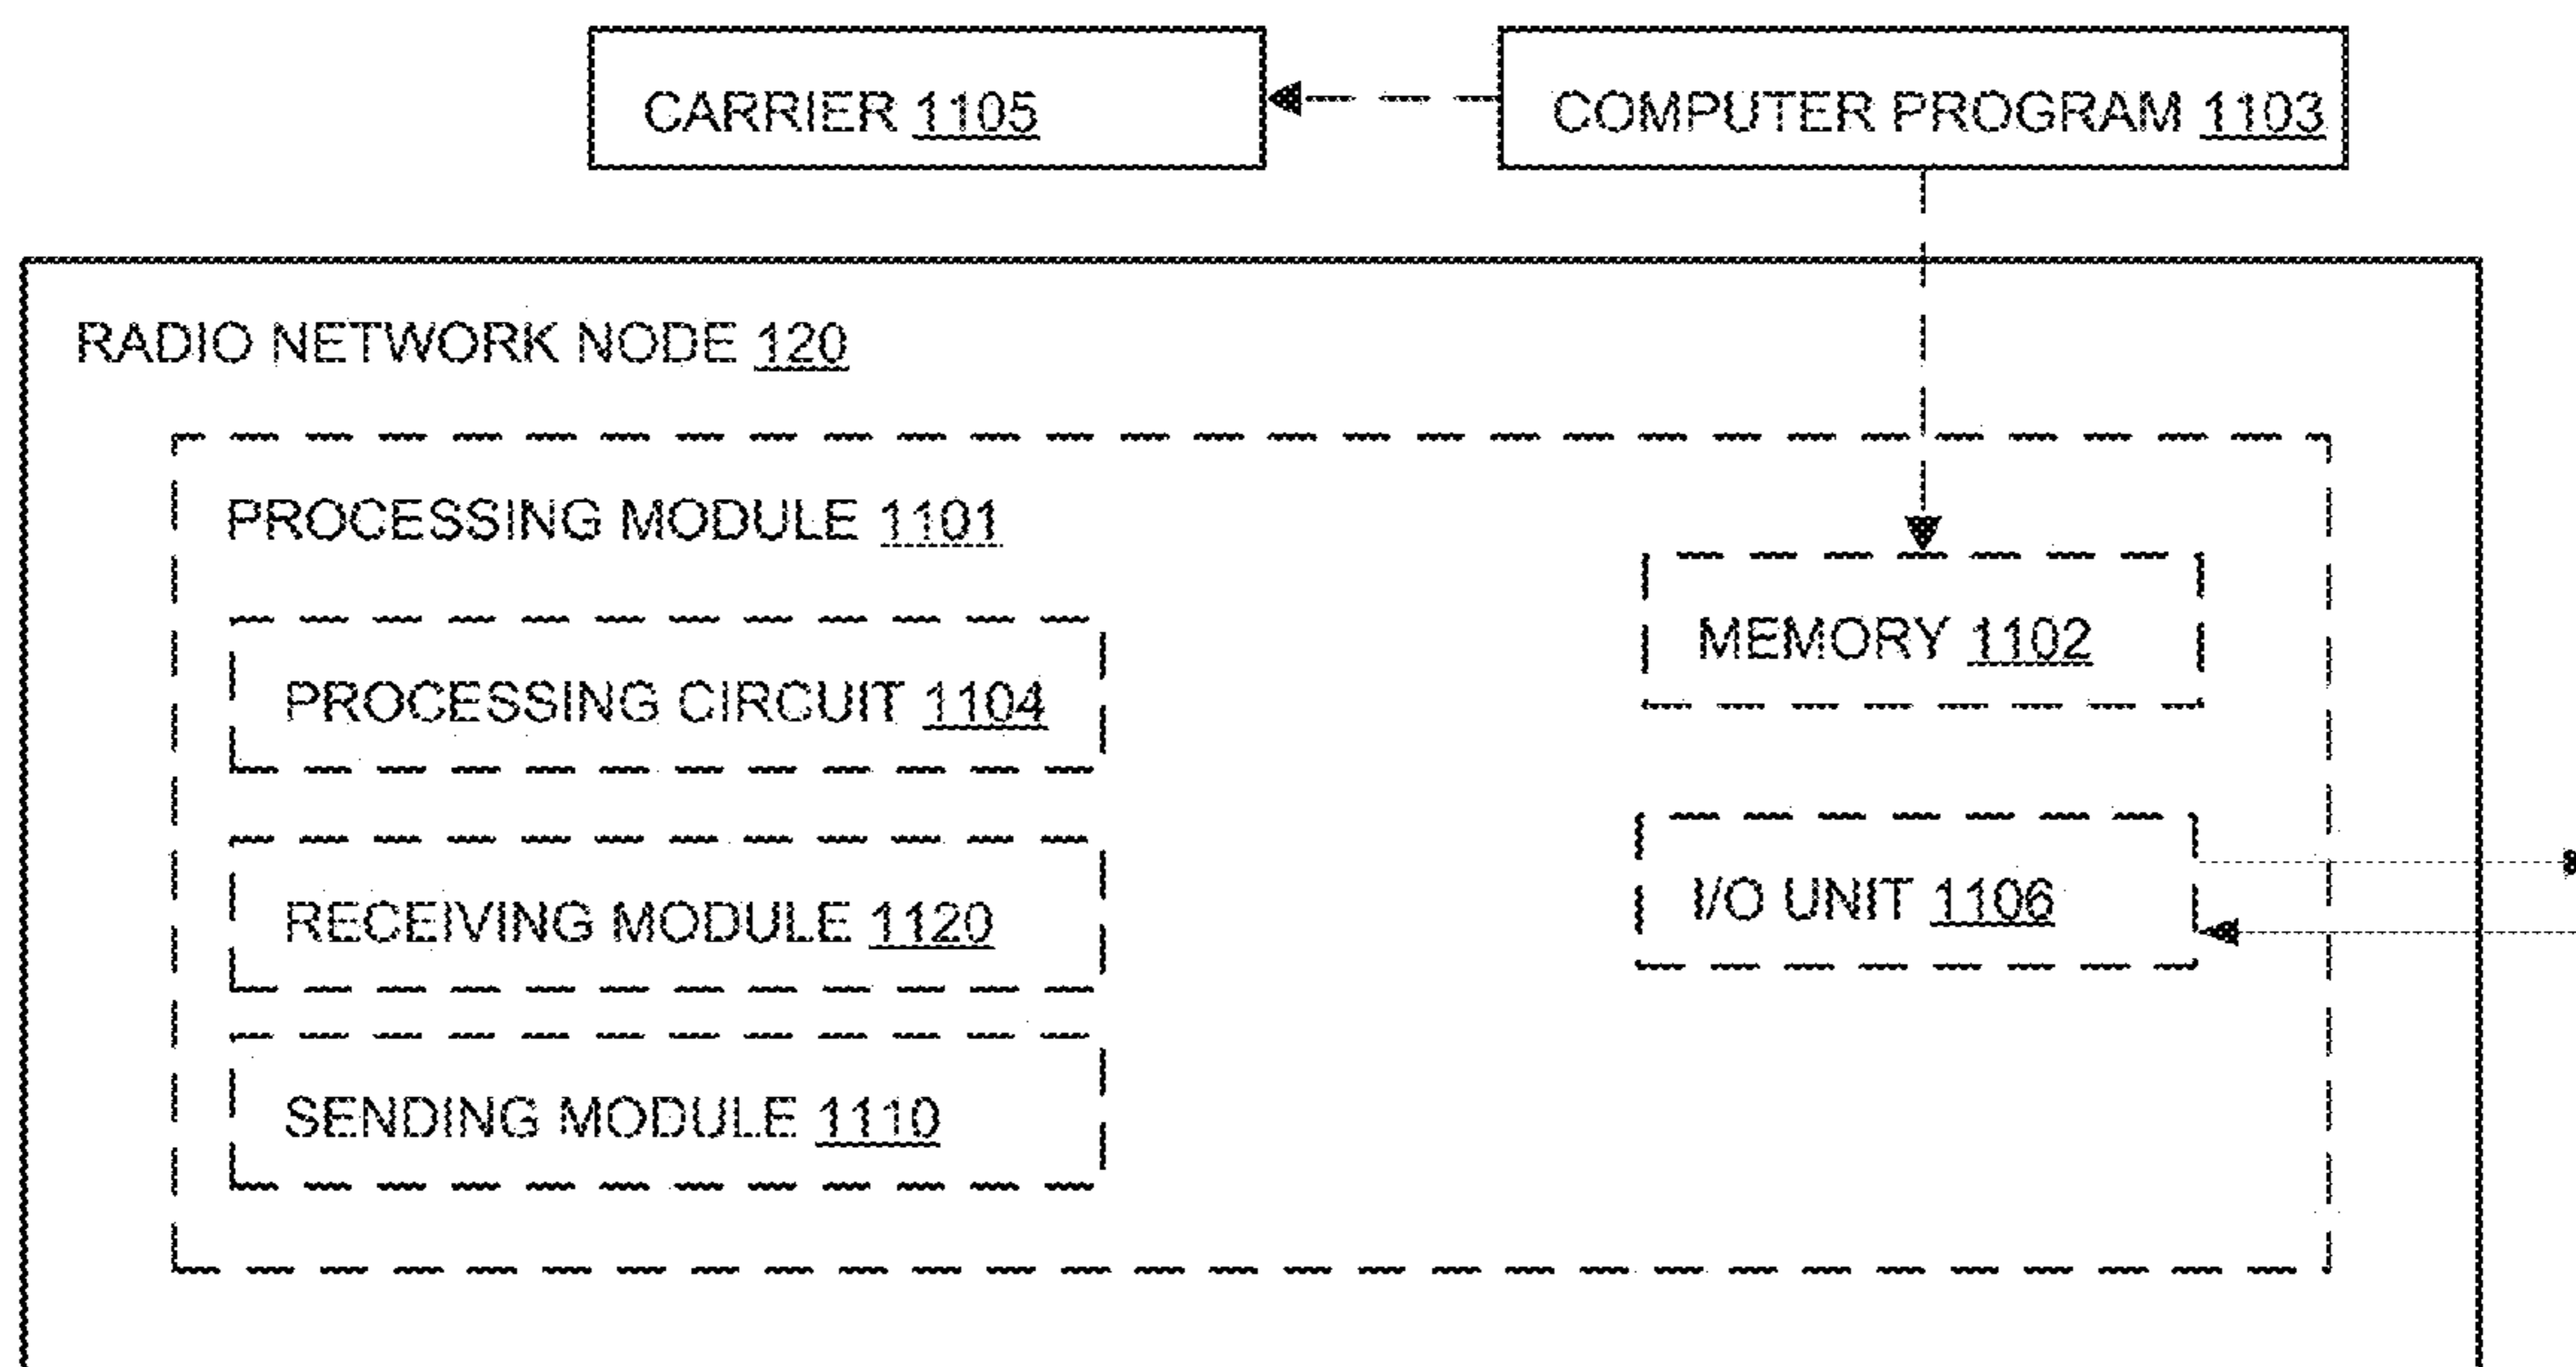 CARRIER 1105
COMPUTER PROGRAM 1103
RADIO NETWORK NODE 120
PROCESSING MODULE 1101
PROCESSING CIRCUIT 1104
MEMORY 1102
RECEIVING MODULE 1120
I/O UNIT 1106
SENDING MODULE 1110